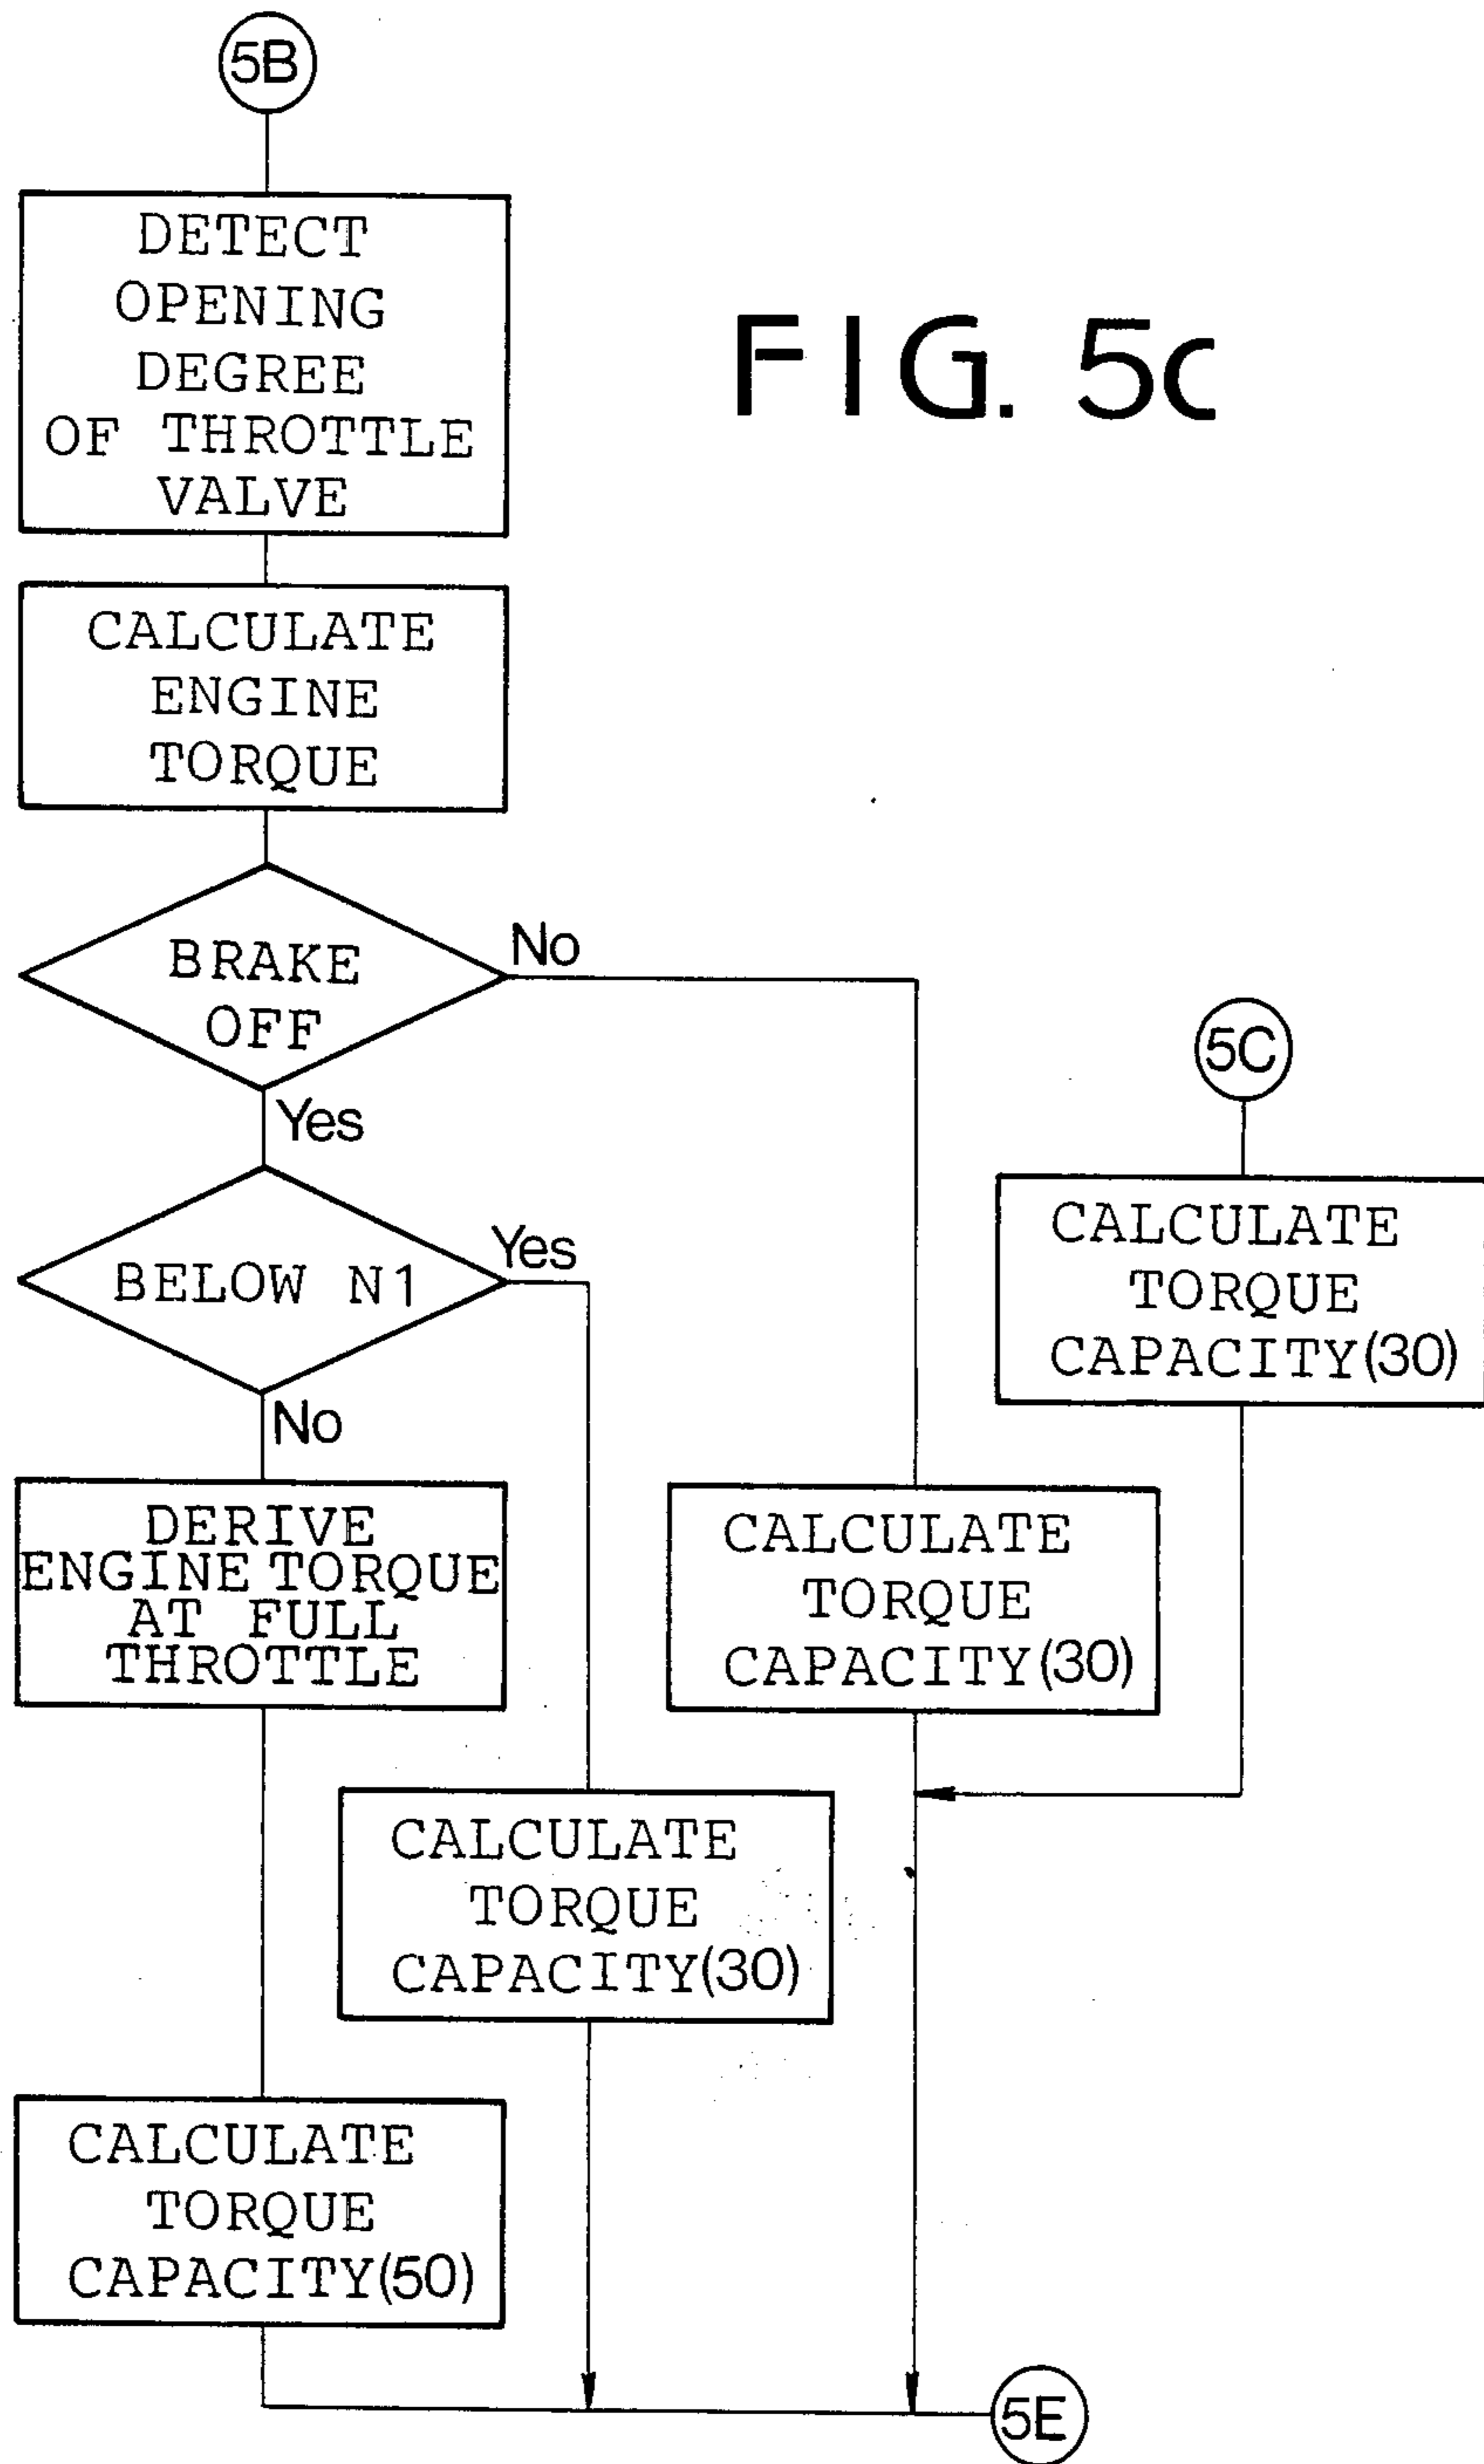 5B
DETECT
OPENING
DEGREE
OF THROTTLE
VALVE
FIG. 5c
CALCULATE
ENGINE
TORQUE
BRAKE
OFF
No
Yes
5C
BELOW N1
Yes
No
CALCULATE
TORQUE
CAPACITY(30)
DERIVE
ENGINE TORQUE
AT FULL
THROTTLE
CALCULATE
TORQUE
CAPACITY(30)
CALCULATE
TORQUE
CAPACITY(30)
CALCULATE
TORQUE
CAPACITY(50)
5E